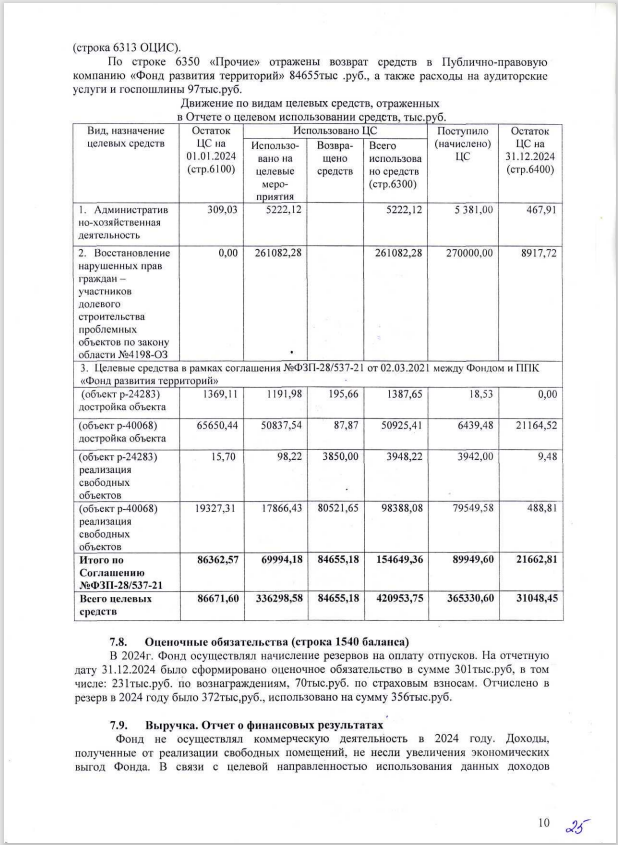 (строка 6313 ОЦИС).
По строке 6350 «Прочие» отражены возврат средств в Публично-правовую
компанию «Фонд развития территорий» 84655тыс .руб., а также расходы на аудиторские
услуги и госпошлины 97тыс.руб.
Движение по видам целевых средств, отраженных
в Отчете о целевом использовании средств, тыс.руб.
Вид, назначение целевых средств | Остаток ЦС на 01.01.2024 (стр.6100) | Использовано ЦС | Поступило (начислено) ЦС | Остаток ЦС на 31.12.2024 (стр.6400)
Использо-вано на целевые меро-приятия | Возвра-щено средств | Всего использова но средств (стр.6300)
1. Административ но-хозяйственная деятельность | 309,03 | 5222,12 | | 5222,12 | 5 381,00 | 467,91
2. Восстановление нарушенных прав граждан – участников долевого строительства проблемных объектов по закону области №4198-ОЗ | 0,00 | 261082,28 | | 261082,28 | 270000,00 | 8917,72
3. Целевые средства в рамках соглашения №ФЗП-28/537-21 от 02.03.2021 между Фондом и ППК
«Фонд развития территорий»
(объект р-24283) достройка объекта | 1369,11 | 1191,98 | 195,66 | 1387,65 | 18,53 | 0,00
(объект р-40068) достройка объекта | 65650,44 | 50837,54 | 87,87 | 50925,41 | 6439,48 | 21164,52
(объект р-24283) реализация свободных объектов | 15,70 | 98,22 | 3850,00 | 3948,22 | 3942,00 | 9,48
(объект р-40068) реализация свободных объектов | 19327,31 | 17866,43 | 80521,65 | 98388,08 | 79549,58 | 488,81
Итого по Соглашению №ФЗП-28/537-21 | 86362,57 | 69994,18 | 84655,18 | 154649,36 | 89949,60 | 21662,81
Всего целевых средств | 86671,60 | 336298,58 | 84655,18 | 420953,75 | 365330,60 | 31048,45
7.8. Оценочные обязательства (строка 1540 баланса)
В 2024г. Фонд осуществлял начисление резервов на оплату отпусков. На отчетную
дату 31.12.2024 было сформировано оценочное обязательство в сумме 301тыс.руб, в том
числе: 231тыс.руб. по вознаграждениям, 70тыс.руб. по страховым взносам. Отчислено в
резерв в 2024 году было 372тыс,руб., использовано на сумму 356тыс.руб.
7.9. Выручка. Отчет о финансовых результатах
Фонд не осуществлял коммерческую деятельность в 2024 году. Доходы,
полученные от реализации свободных помещений, не несли увеличения экономических
выгод Фонда. В связи с целевой направленностью использования данных доходов
10
25